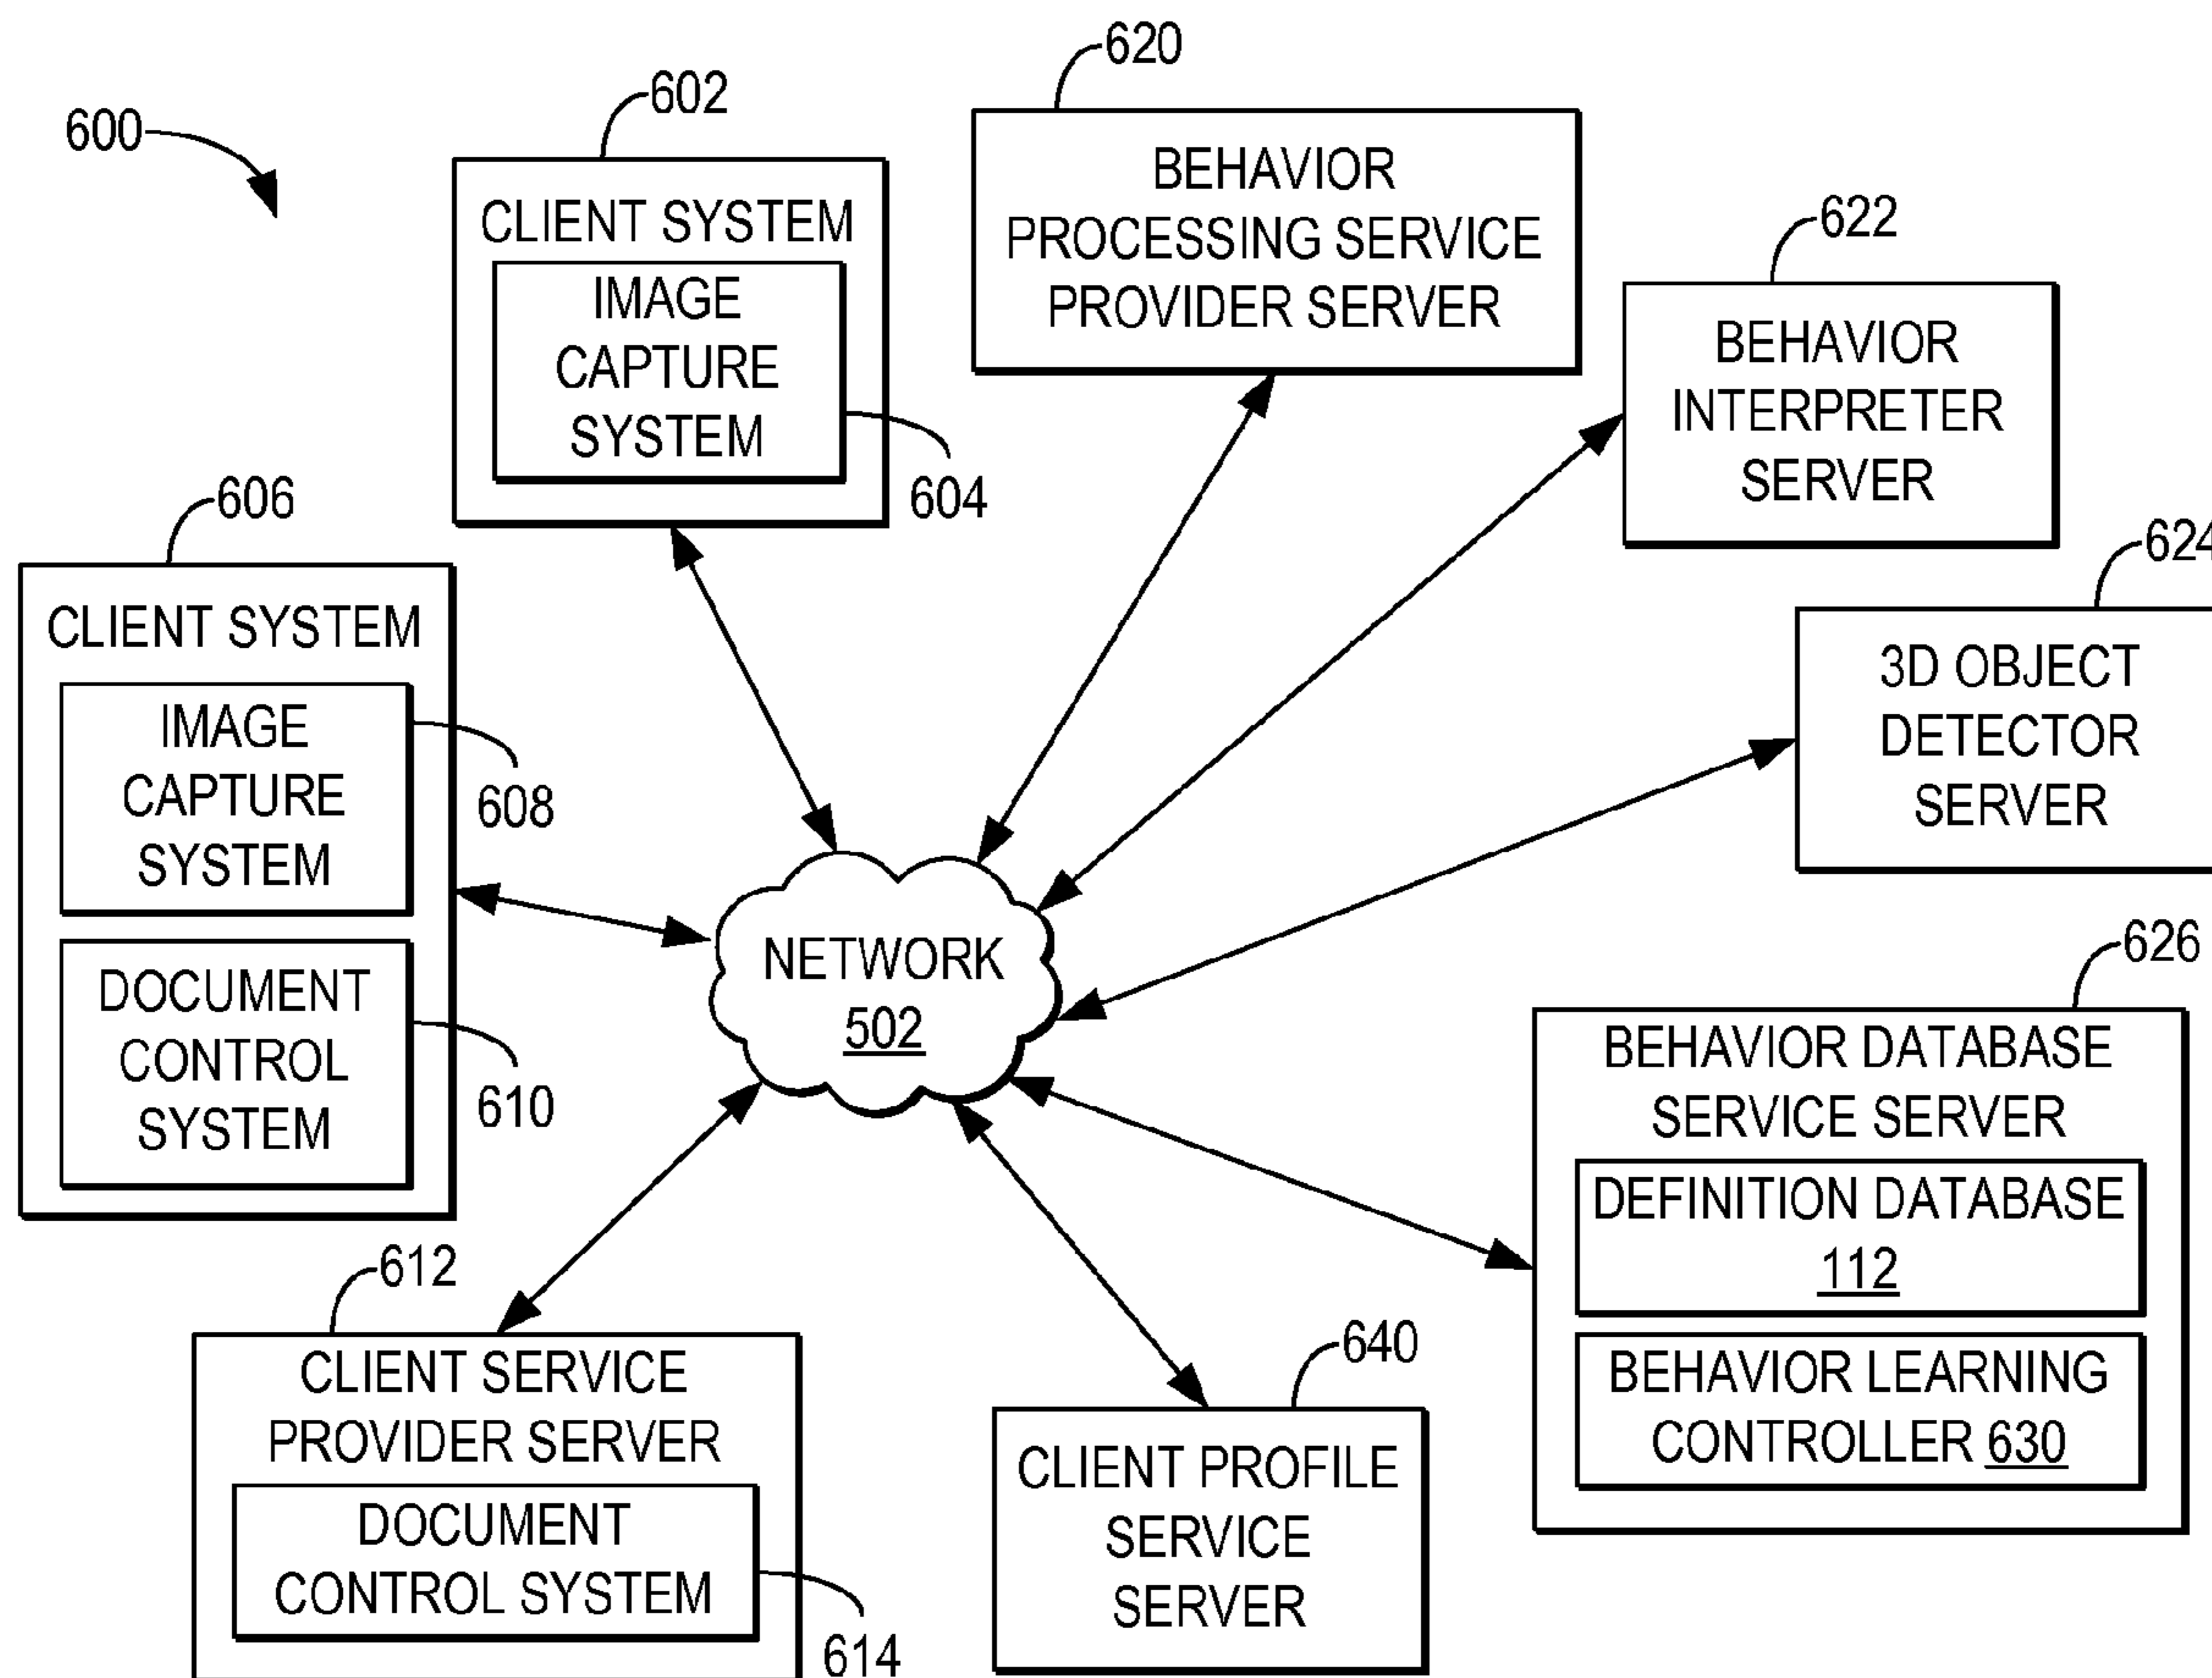 600
602
CLIENT SYSTEM
IMAGE
CAPTURE
SYSTEM
604
620
BEHAVIOR
PROCESSING SERVICE
PROVIDER SERVER
622
BEHAVIOR
INTERPRETER
SERVER
624
3D OBJECT
DETECTOR
SERVER
606
CLIENT SYSTEM
IMAGE
CAPTURE
SYSTEM
608
DOCUMENT
CONTROL
SYSTEM
610
NETWORK
502
626
BEHAVIOR DATABASE
SERVICE SERVER
DEFINITION DATABASE
112
BEHAVIOR LEARNING
CONTROLLER 630
612
CLIENT SERVICE
PROVIDER SERVER
DOCUMENT
CONTROL SYSTEM
614
640
CLIENT PROFILE
SERVICE
SERVER